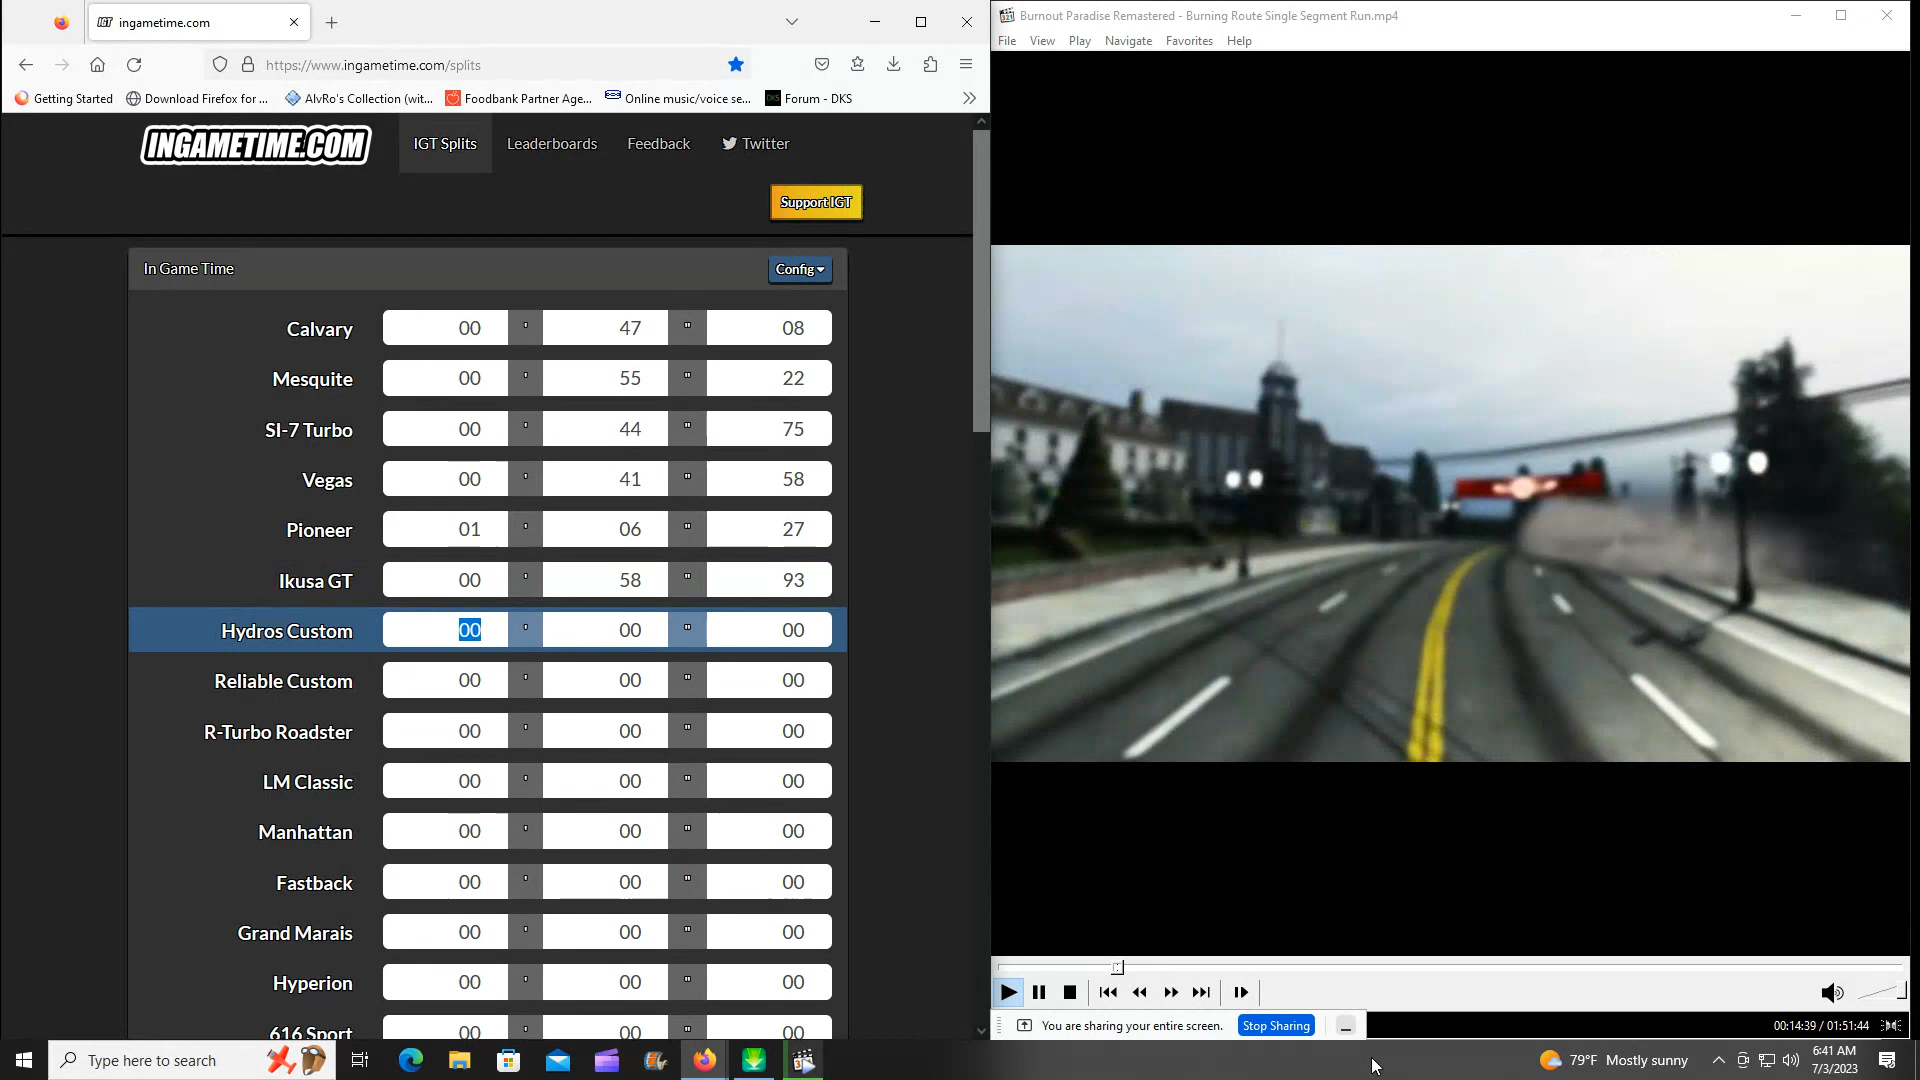 ingametime.com
https://www.ingametime.com/splits
Getting Started
Download Firefox for ...
AlvRo's Collection (wit...
Foodbank Partner Age...
Online music/voice se...
DKS
Forum - DKS
INGAMETIME.COM
IGT Splits
Leaderboards
Feedback
Twitter
Support IGT
In Game Time
Config
Calvary 00 ' 47 " 08
Mesquite 00 ' 55 " 22
SI-7 Turbo 00 ' 44 " 75
Vegas 00 ' 41 " 58
Pioneer 01 ' 06 " 27
Ikusa GT 00 ' 58 " 93
Hydros Custom 00 ' 00 " 00
Reliable Custom 00 ' 00 " 00
R-Turbo Roadster 00 ' 00 " 00
LM Classic 00 ' 00 " 00
Manhattan 00 ' 00 " 00
Fastback 00 ' 00 " 00
Grand Marais 00 ' 00 " 00
Hyperion 00 ' 00 " 00
616 Sport 00 ' 00 " 00
Burnout Paradise Remastered - Burning Route Single Segment Run.mp4
File View Play Navigate Favorites Help
You are sharing your entire screen.
Stop Sharing
00:14:39 / 01:51:44
Type here to search
79°F Mostly sunny
6:41 AM
7/3/2023